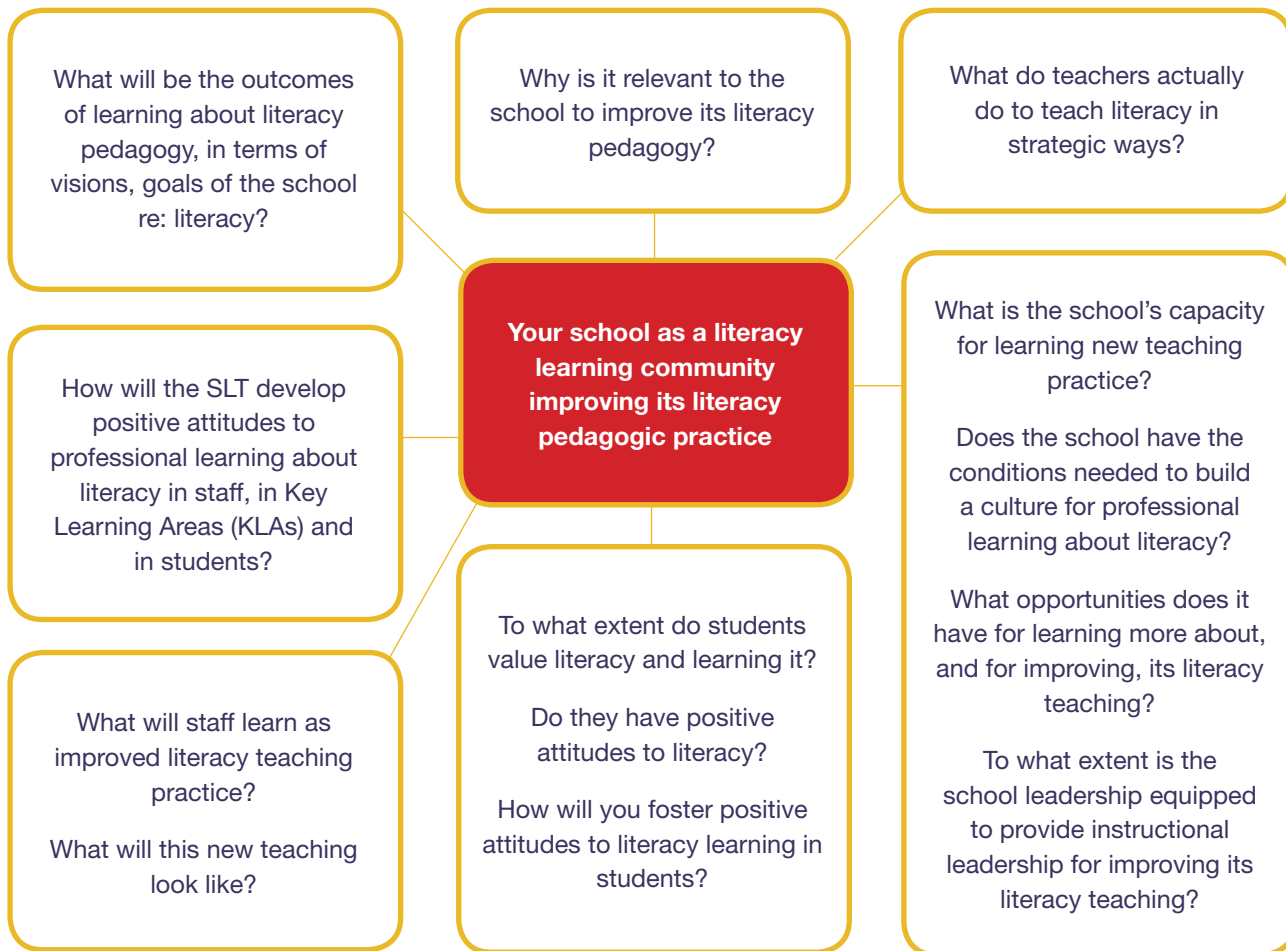 What will be the outcomes
of learning about literacy
pedagogy, in terms of
visions, goals of the school
re: literacy?
Why is it relevant to the
school to improve its literacy
pedagogy?
What do teachers actually
do to teach literacy in
strategic ways?
Your school as a literacy
learning community
improving its literacy
pedagogic practice
How will the SLT develop
positive attitudes to
professional learning about
literacy in staff, in Key
Learning Areas (KLAs) and
in students?
What is the school’s capacity
for learning new teaching
practice?
Does the school have the
conditions needed to build
a culture for professional
learning about literacy?
What opportunities does it
have for learning more about,
and for improving, its literacy
teaching?
To what extent is the
school leadership equipped
to provide instructional
leadership for improving its
literacy teaching?
What will staff learn as
improved literacy teaching
practice?
What will this new teaching
look like?
To what extent do students
value literacy and learning it?
Do they have positive
attitudes to literacy?
How will you foster positive
attitudes to literacy learning in
students?